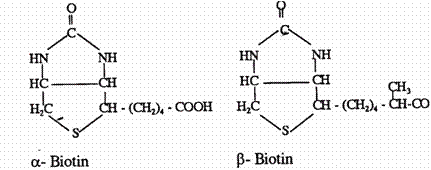 O O
C C
HN NH HN NH
CH₃
HC CH HC CH
H₂C CH - (CH₂)₄ - COOH H₂C CH - (CH₂)₄ - CH-CO
S S
α- Biotin β- Biotin